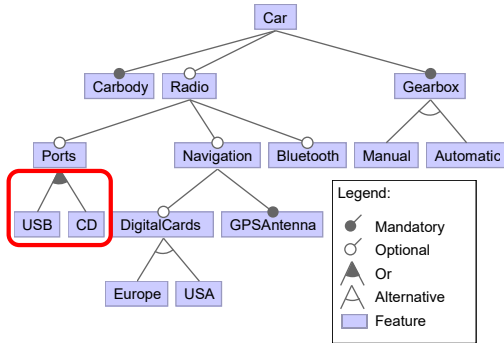 Car
Carbody Radio Gearbox
Ports Navigation Bluetooth Manual Automatic
USB CD DigitalCards GPSAntenna
Europe USA
Legend:
Mandatory
Optional
Or
Alternative
Feature